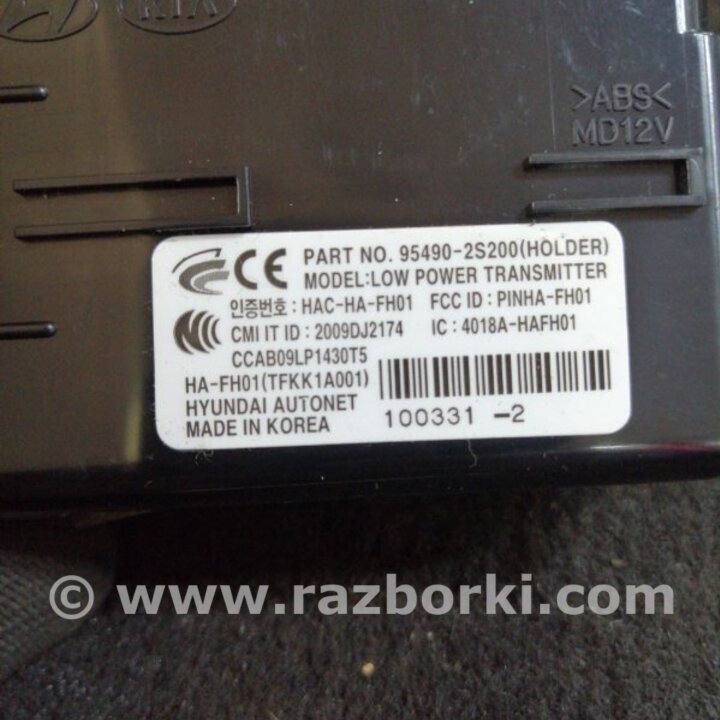 KIA
>ABS<
MD12V
CE PART NO. 95490-2S200(HOLDER)
MODEL:LOW POWER TRANSMITTER
인증번호 : HAC-HA-FH01 FCC ID : PINHA-FH01
CMI IT ID : 2009DJ2174 IC : 4018A-HAFH01
CCAB09LP1430T5
HA-FH01(TFKK1A001)
HYUNDAI AUTONET
MADE IN KOREA
100331 -2
© www.razborki.com